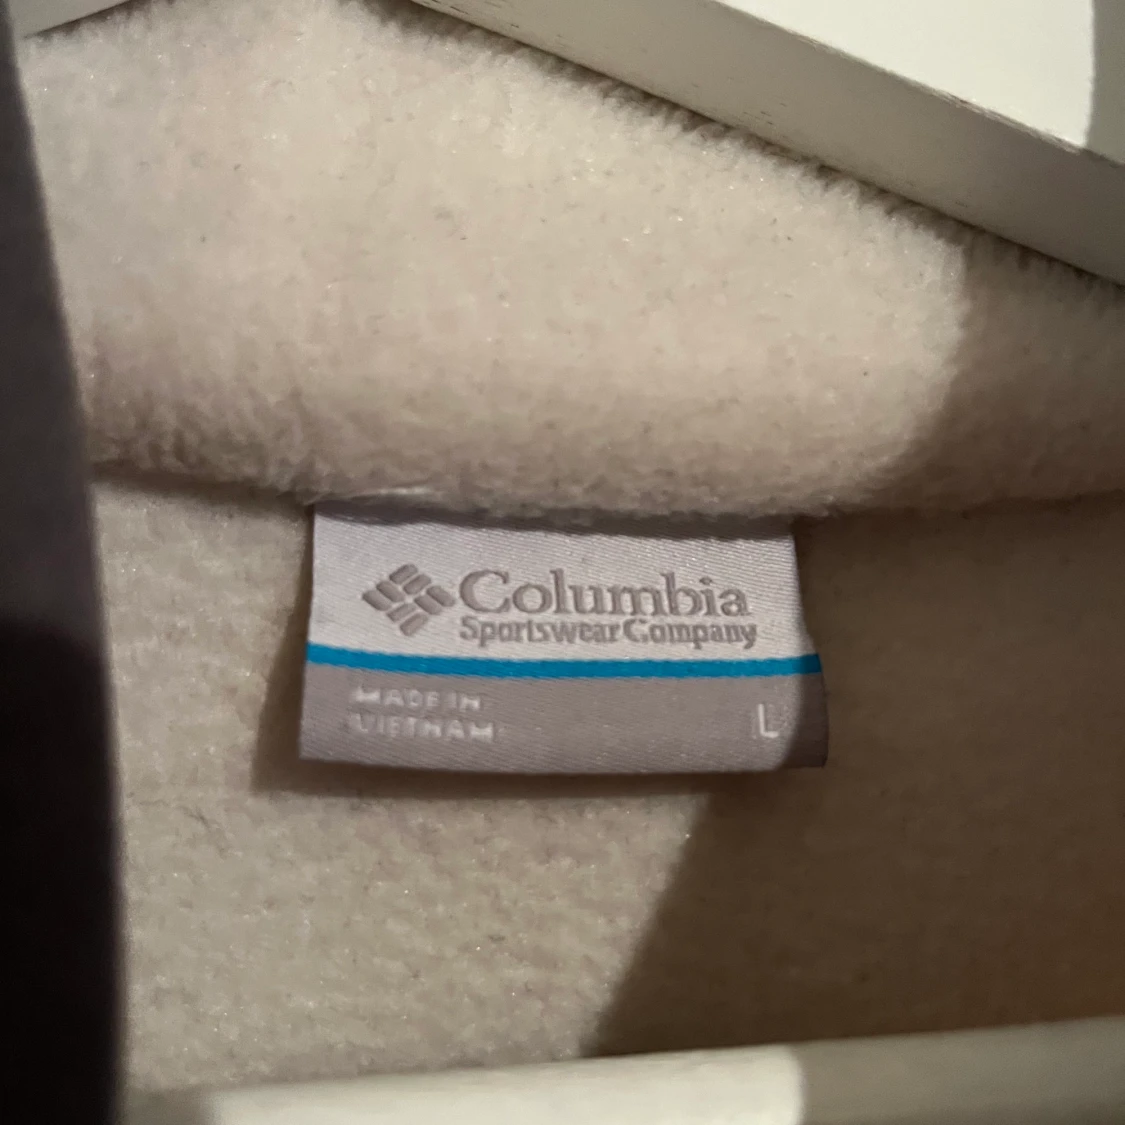 Columbia
Sportswear Company
MADE IN
VIETNAM
L